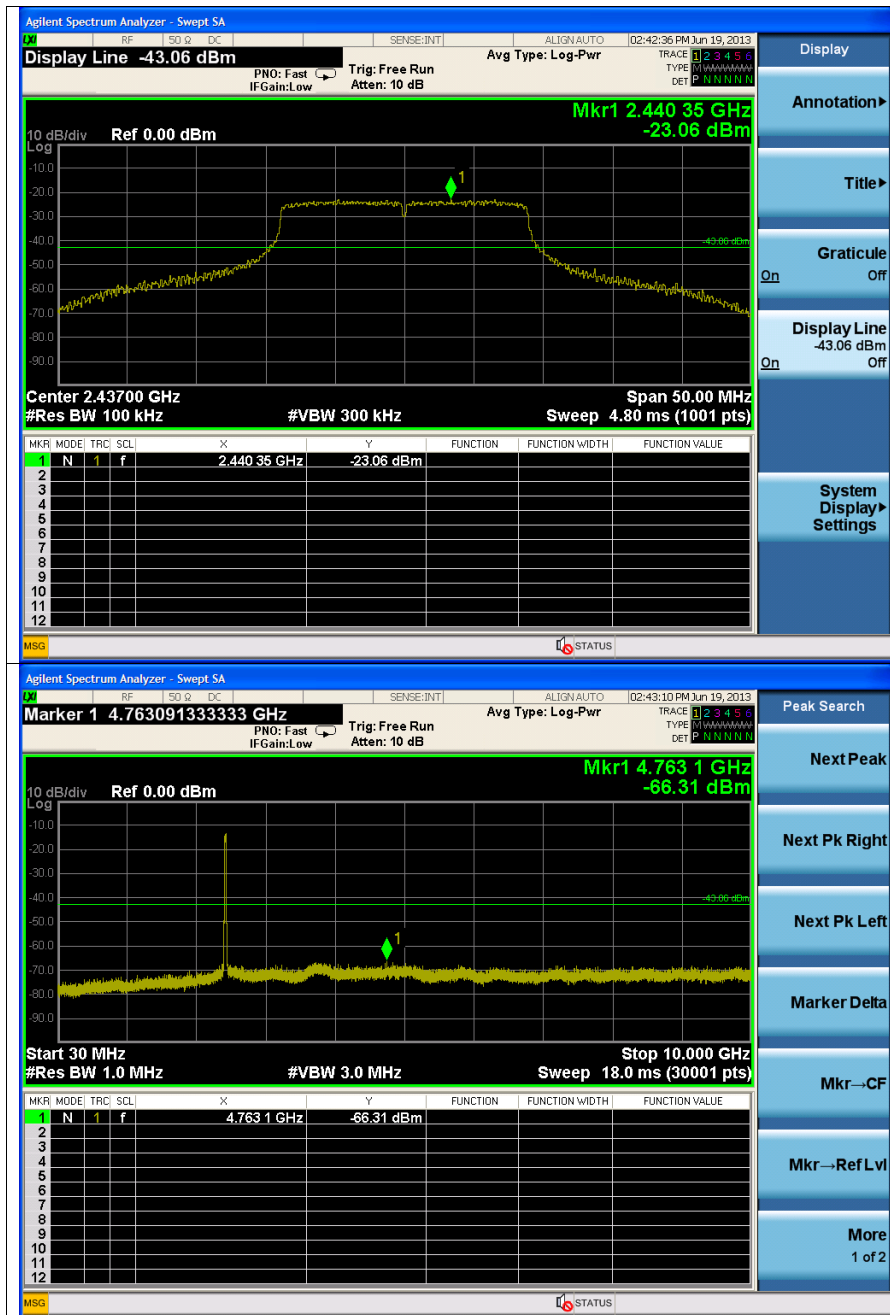 Agilent Spectrum Analyzer - Swept SA
LXI RF 50 Ω DC SENSE:INT ALIGNAUTO 02:42:36 PM Jun 19, 2013
Display Line -43.06 dBm
PNO: Fast
IFGain:Low
Trig: Free Run
Atten: 10 dB
Avg Type: Log-Pwr
TRACE 1 2 3 4 5 6
TYPE M WWWWW
DET P N N N N N
Mkr1 2.440 35 GHz
-23.06 dBm
10 dB/div Ref 0.00 dBm
Log
-10.0
-20.0
-30.0
-40.0
-50.0
-60.0
-70.0
-80.0
-90.0
1
-43.06 dBm
Center 2.43700 GHz Span 50.00 MHz
#Res BW 100 kHz #VBW 300 kHz Sweep 4.80 ms (1001 pts)
MKR MODE TRC SCL X Y FUNCTION FUNCTION WIDTH FUNCTION VALUE
1 N 1 f 2.440 35 GHz -23.06 dBm
2
3
4
5
6
7
8
9
10
11
12
MSG STATUS
Display
Annotation
Title
Graticule
On Off
Display Line
-43.06 dBm
On Off
System
Display
Settings
Agilent Spectrum Analyzer - Swept SA
LXI RF 50 Ω DC SENSE:INT ALIGNAUTO 02:43:10 PM Jun 19, 2013
Marker 1 4.763091333333 GHz
PNO: Fast
IFGain:Low
Trig: Free Run
Atten: 10 dB
Avg Type: Log-Pwr
TRACE 1 2 3 4 5 6
TYPE M WWWWW
DET P N N N N N
Mkr1 4.763 1 GHz
-66.31 dBm
10 dB/div Ref 0.00 dBm
Log
-10.0
-20.0
-30.0
-40.0
-50.0
-60.0
-70.0
-80.0
-90.0
1
-43.06 dBm
Start 30 MHz Stop 10.000 GHz
#Res BW 1.0 MHz #VBW 3.0 MHz Sweep 18.0 ms (30001 pts)
MKR MODE TRC SCL X Y FUNCTION FUNCTION WIDTH FUNCTION VALUE
1 N 1 f 4.763 1 GHz -66.31 dBm
2
3
4
5
6
7
8
9
10
11
12
MSG STATUS
Peak Search
Next Peak
Next Pk Right
Next Pk Left
Marker Delta
Mkr→CF
Mkr→Ref Lvl
More
1 of 2